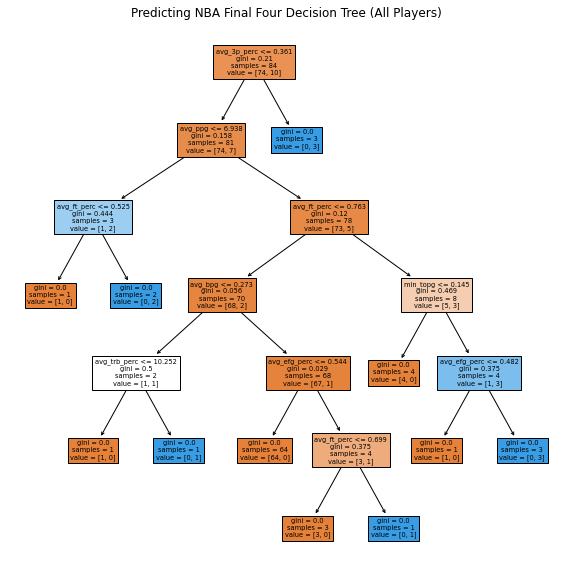 Predicting NBA Final Four Decision Tree (All Players)
avg_3p_perc <= 0.361
gini = 0.21
samples = 84
value = [74, 10]
avg_ppg <= 6.938
gini = 0.158
samples = 81
value = [74, 7]
gini = 0.0
samples = 3
value = [0, 3]
avg_ft_perc <= 0.525
gini = 0.444
samples = 3
value = [1, 2]
avg_ft_perc <= 0.763
gini = 0.12
samples = 78
value = [73, 5]
gini = 0.0
samples = 1
value = [1, 0]
gini = 0.0
samples = 2
value = [0, 2]
avg_bpg <= 0.273
gini = 0.056
samples = 70
value = [68, 2]
min_topg <= 0.145
gini = 0.469
samples = 8
value = [5, 3]
avg_trb_perc <= 10.252
gini = 0.5
samples = 2
value = [1, 1]
avg_efg_perc <= 0.544
gini = 0.029
samples = 68
value = [67, 1]
gini = 0.0
samples = 4
value = [4, 0]
avg_efg_perc <= 0.482
gini = 0.375
samples = 4
value = [1, 3]
gini = 0.0
samples = 1
value = [1, 0]
gini = 0.0
samples = 1
value = [0, 1]
gini = 0.0
samples = 64
value = [64, 0]
avg_ft_perc <= 0.699
gini = 0.375
samples = 4
value = [3, 1]
gini = 0.0
samples = 1
value = [1, 0]
gini = 0.0
samples = 3
value = [0, 3]
gini = 0.0
samples = 3
value = [3, 0]
gini = 0.0
samples = 1
value = [0, 1]